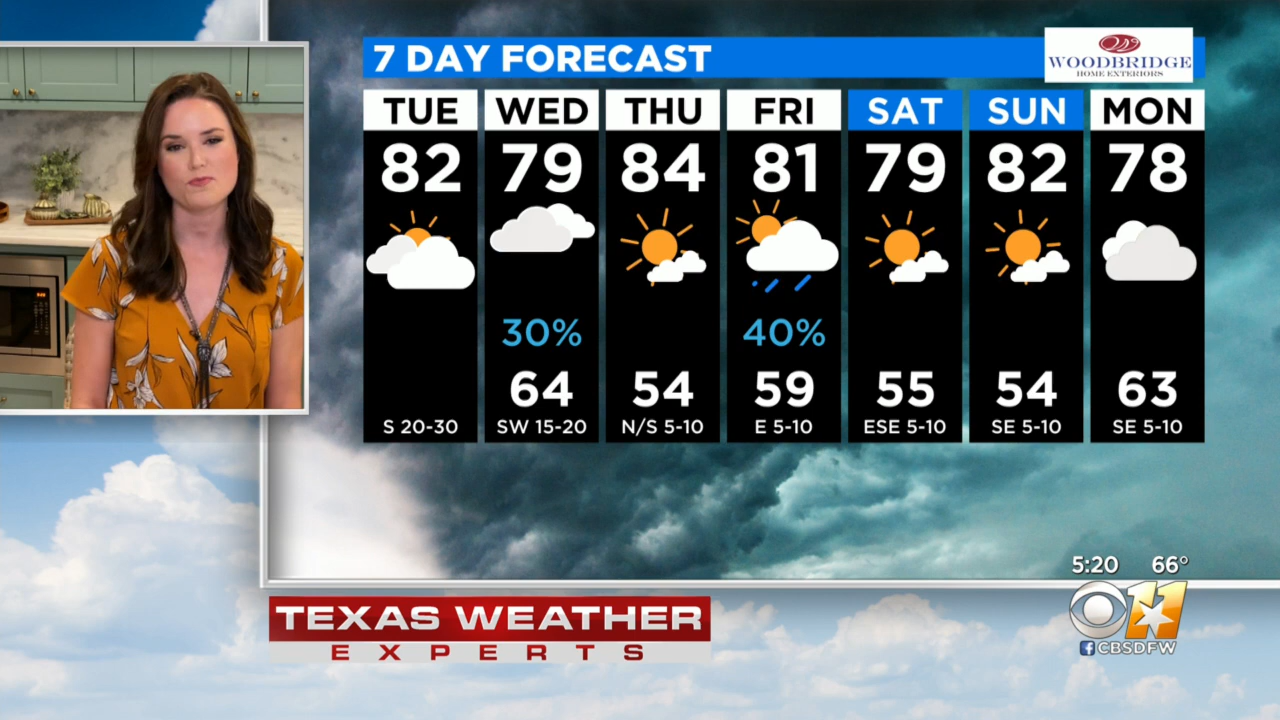 7 DAY FORECAST
WOODBRIDGE
HOME EXTERIORS
TUE WED THU FRI SAT SUN MON
82 79 84 81 79 82 78
30% 40%
64 54 59 55 54 63
S 20-30 SW 15-20 N/S 5-10 E 5-10 ESE 5-10 SE 5-10 SE 5-10
5:20 66°
11
CBSDFW
TEXAS WEATHER
EXPERTS